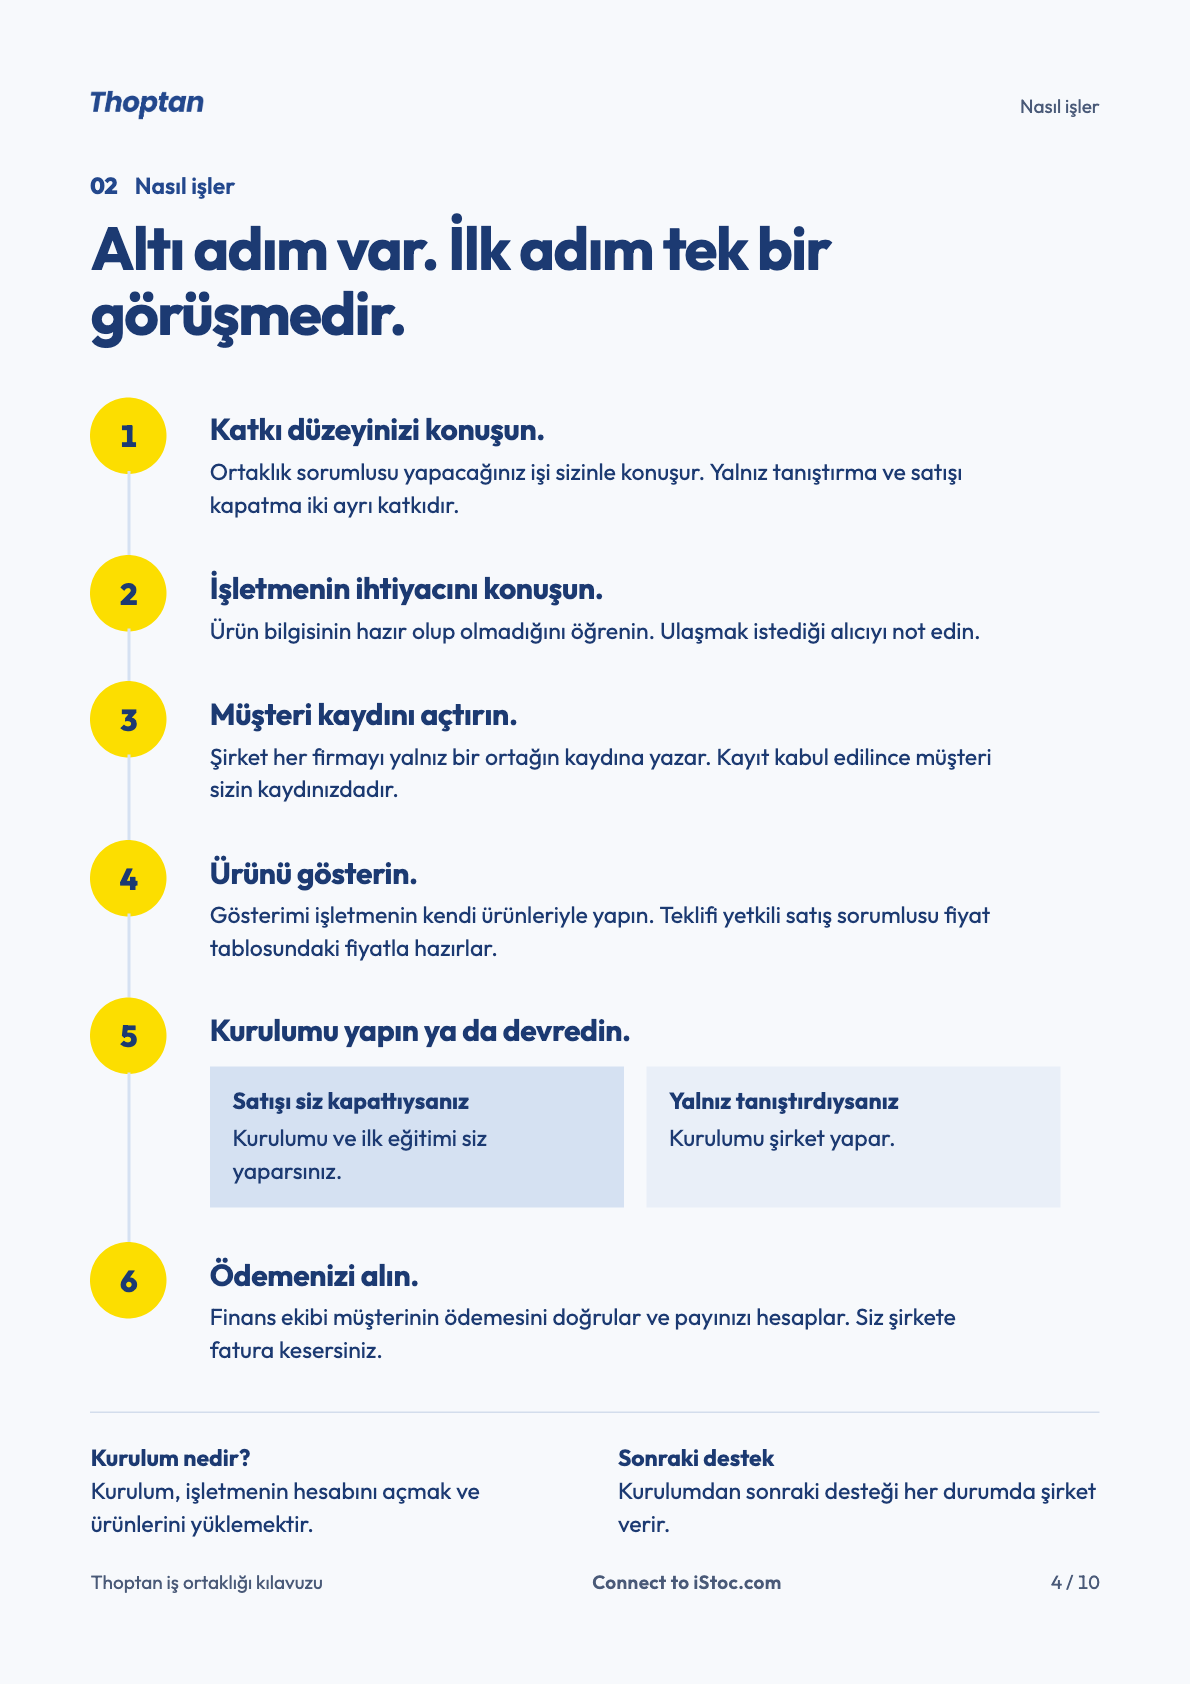 Thoptan
Nasıl işler
02 Nasıl işler
Altı adım var. İlk adım tek bir
görüşmedir.
1
Katkı düzeyinizi konuşun.
Ortaklık sorumlusu yapacağınız işi sizinle konuşur. Yalnız tanıştırma ve satışı
kapatma iki ayrı katkıdır.
2
İşletmenin ihtiyacını konuşun.
Ürün bilgisinin hazır olup olmadığını öğrenin. Ulaşmak istediği alıcıyı not edin.
3
Müşteri kaydını açtırın.
Şirket her firmayı yalnız bir ortağın kaydına yazar. Kayıt kabul edilince müşteri
sizin kaydınızdadır.
4
Ürünü gösterin.
Gösterimi işletmenin kendi ürünleriyle yapın. Teklifi yetkili satış sorumlusu fiyat
tablosundaki fiyatla hazırlar.
5
Kurulumu yapın ya da devredin.
Satışı siz kapattıysanız
Kurulumu ve ilk eğitimi siz
yaparsınız.
Yalnız tanıştırdıysanız
Kurulumu şirket yapar.
6
Ödemenizi alın.
Finans ekibi müşterinin ödemesini doğrular ve payınızı hesaplar. Siz şirkete
fatura kesersiniz.
Kurulum nedir?
Kurulum, işletmenin hesabını açmak ve
ürünlerini yüklemektir.
Sonraki destek
Kurulumdan sonraki desteği her durumda şirket
verir.
Thoptan iş ortaklığı kılavuzu
Connect to iStoc.com
4 / 10